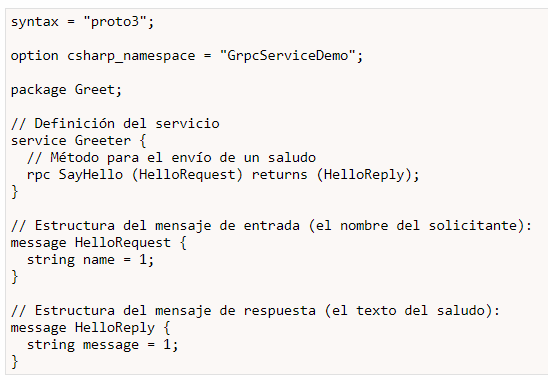 syntax = "proto3";
option csharp_namespace = "GrpcServiceDemo";
package Greet;
// Definición del servicio
service Greeter {
  // Método para el envío de un saludo
  rpc SayHello (HelloRequest) returns (HelloReply);
}
// Estructura del mensaje de entrada (el nombre del solicitante):
message HelloRequest {
  string name = 1;
}
// Estructura del mensaje de respuesta (el texto del saludo):
message HelloReply {
  string message = 1;
}